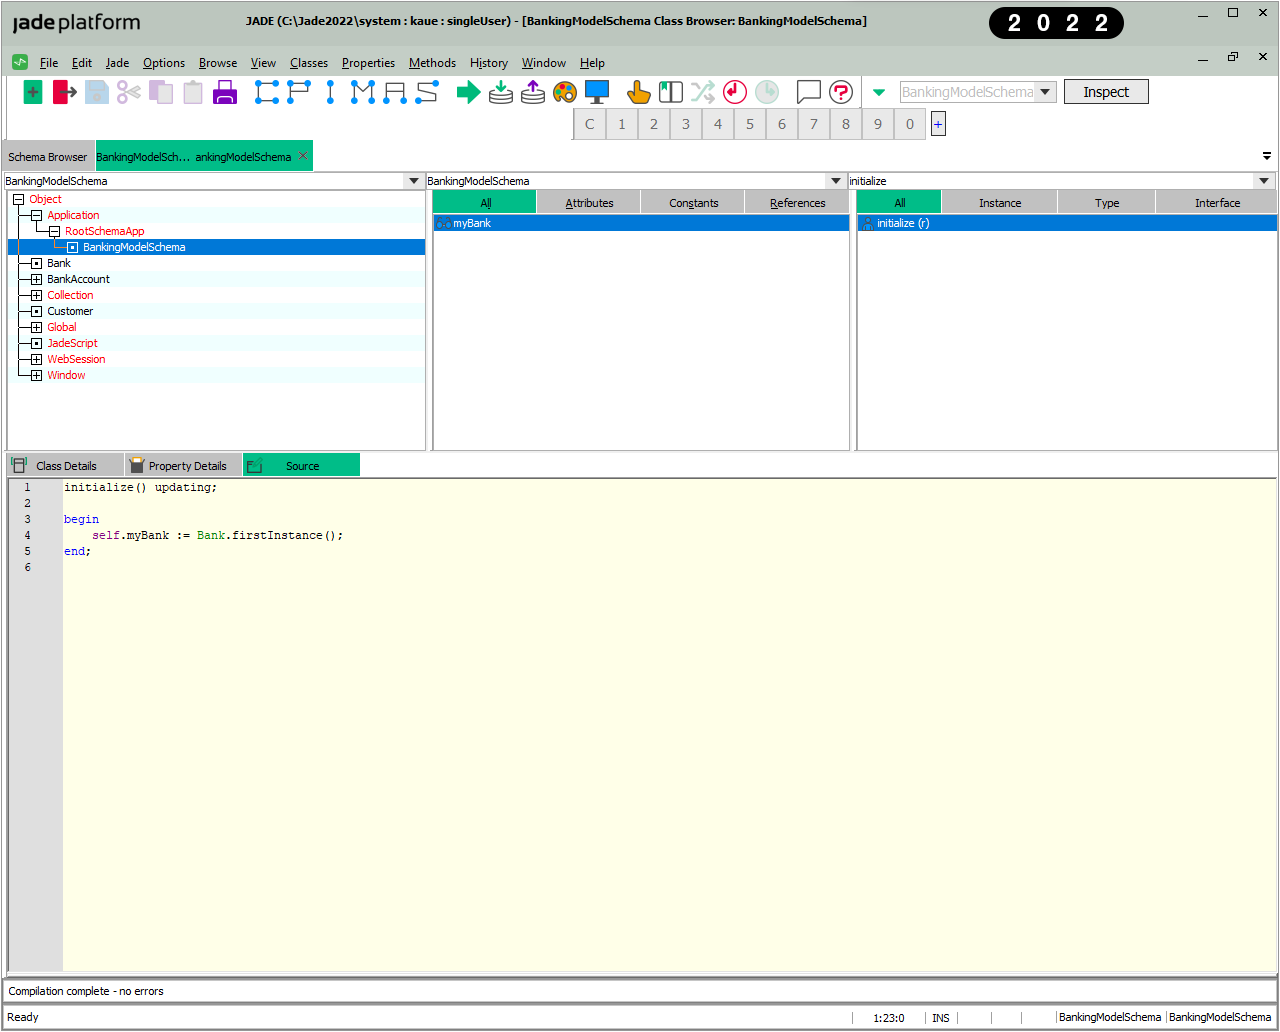 jade platform
JADE (C:\Jade2022\system : kaue : singleUser) - [BankingModelSchema Class Browser: BankingModelSchema]
2022
File Edit Jade Options Browse View Classes Properties Methods History Window Help
BankingModelSchema Inspect
C 1 2 3 4 5 6 7 8 9 0 +
Schema Browser BankingModelSch... ankingModelSchema
BankingModelSchema BankingModelSchema initialize
Object
Application
RootSchemaApp
BankingModelSchema
Bank
BankAccount
Collection
Customer
Global
JadeScript
WebSession
Window
All Attributes Constants References
myBank
All Instance Type Interface
initialize (r)
Class Details Property Details Source
1 initialize() updating;
2
3 begin
4 self.myBank := Bank.firstInstance();
5 end;
6
Compilation complete - no errors
Ready 1:23:0 INS BankingModelSchema BankingModelSchema